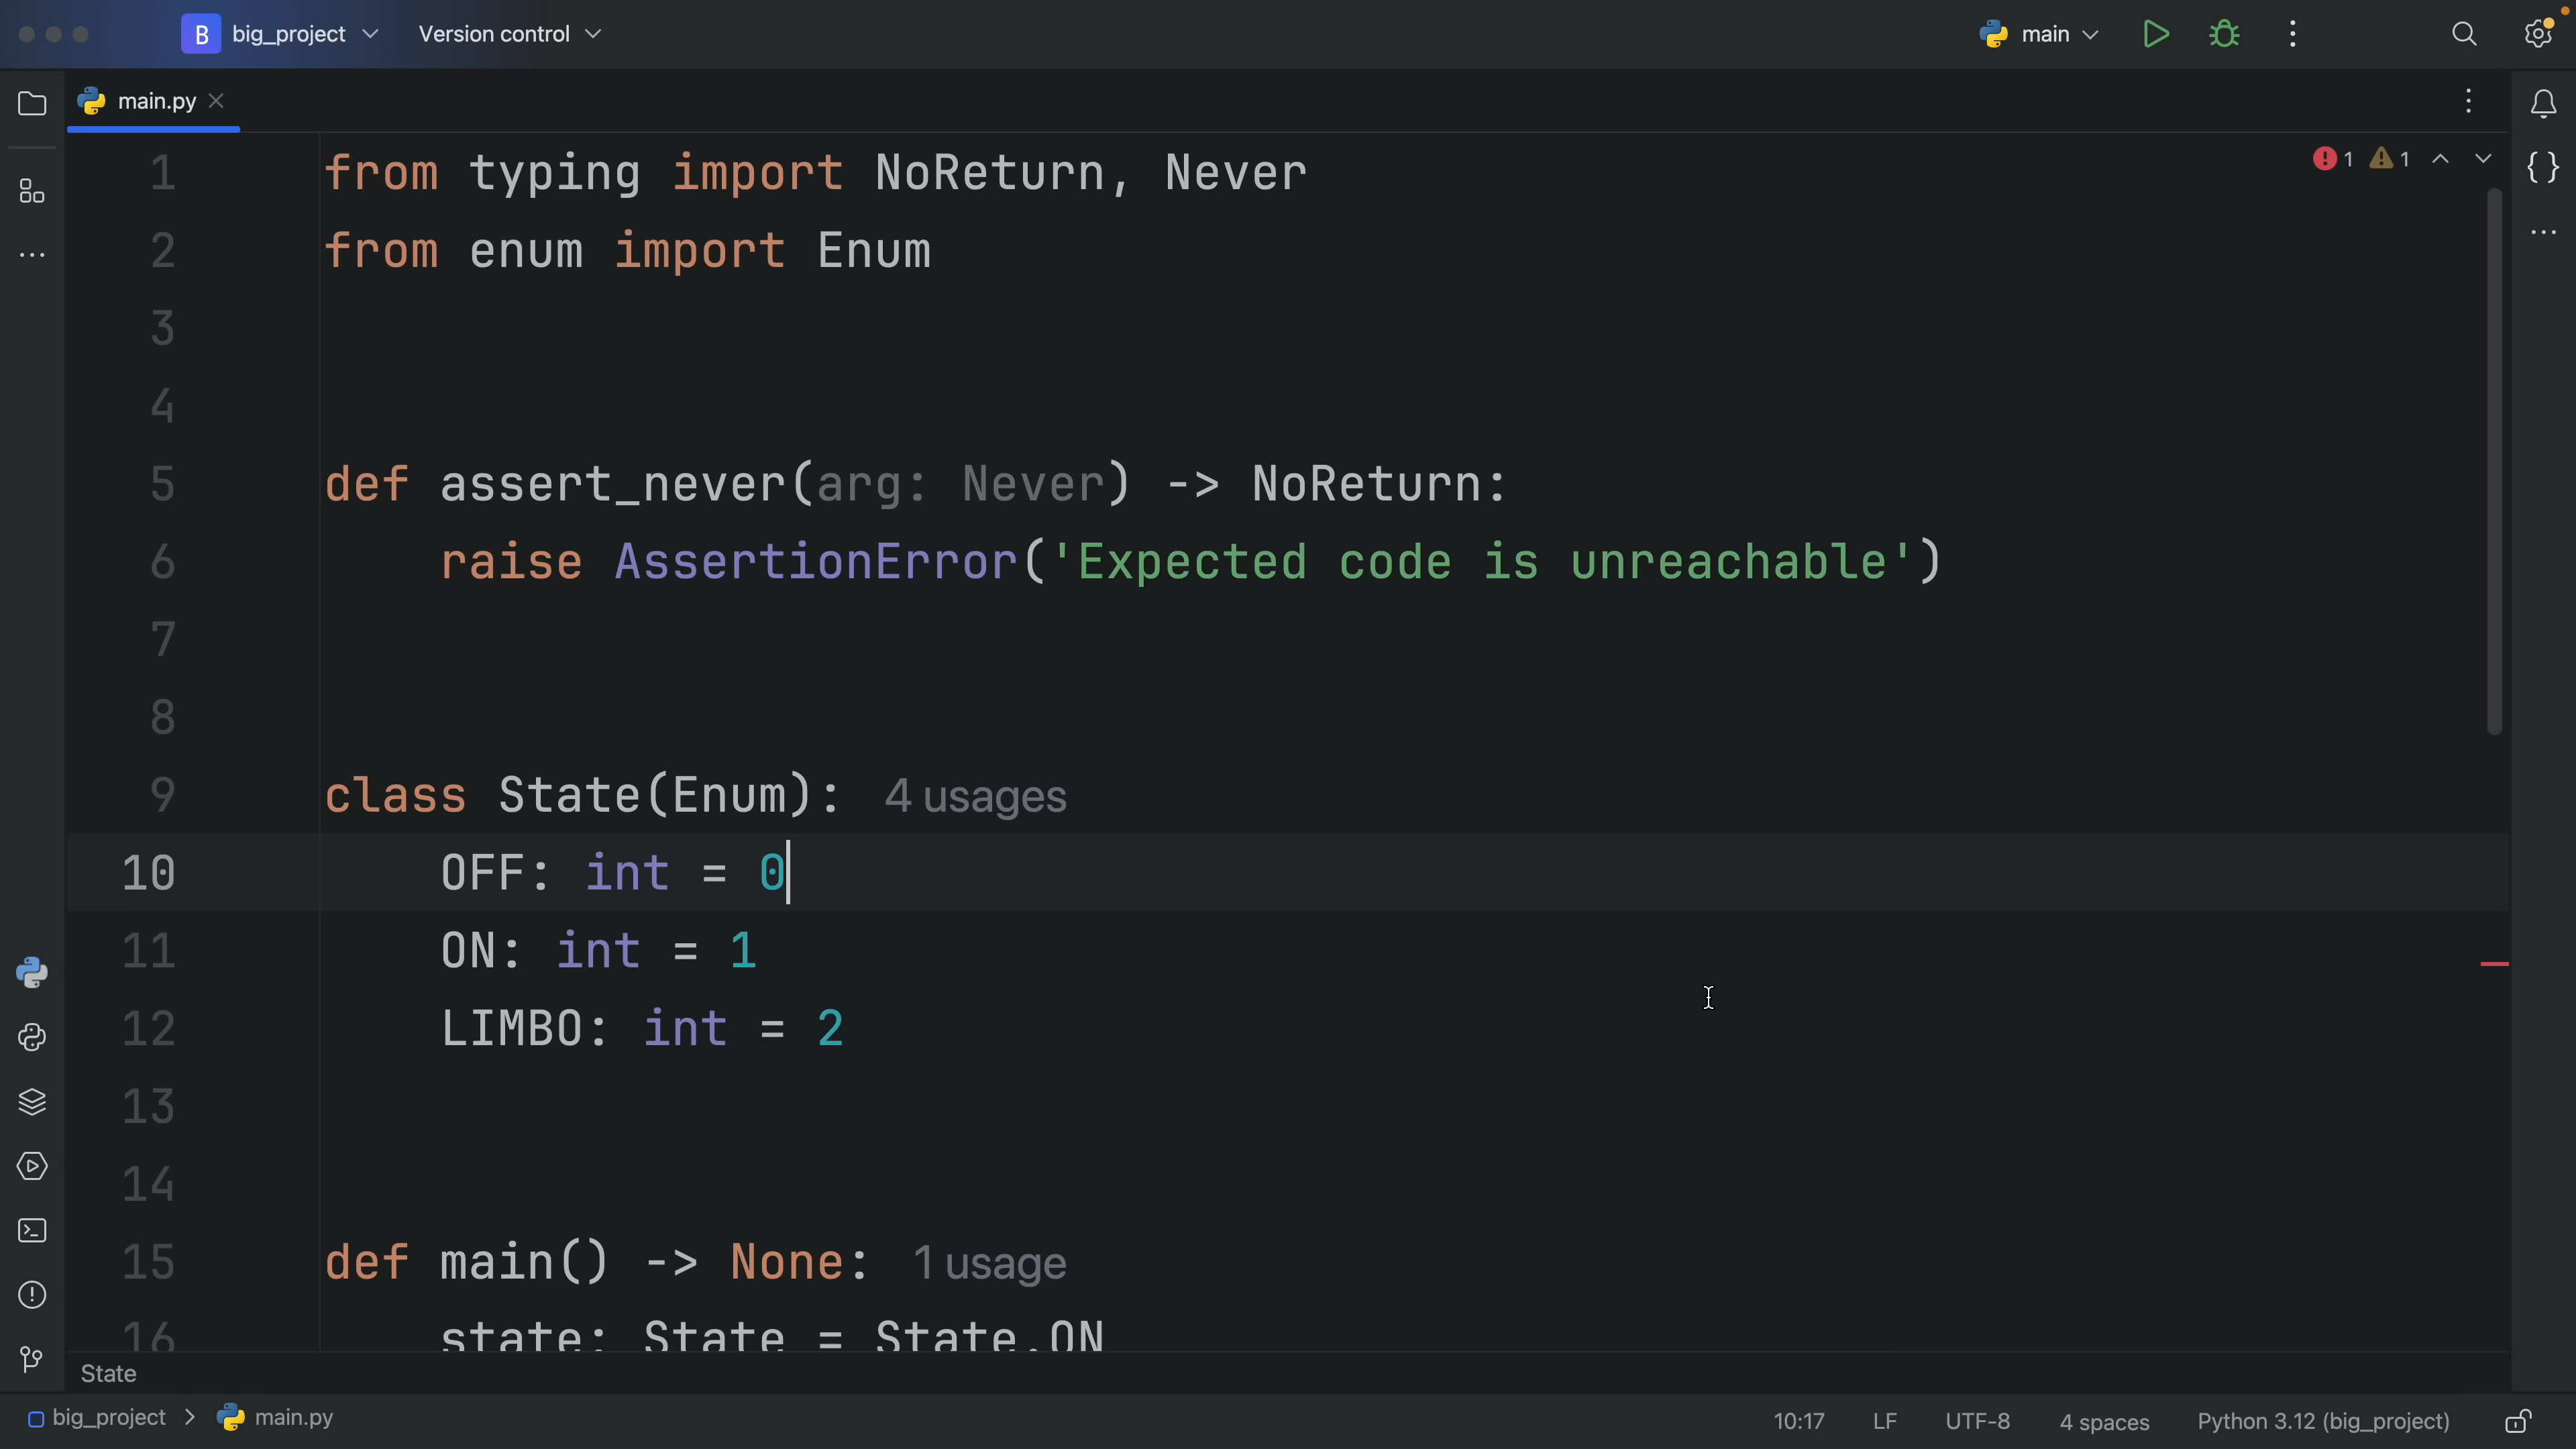 B big_project Version control main
main.py
1 from typing import NoReturn, Never 1 1
2 from enum import Enum
3
4
5 def assert_never(arg: Never) -> NoReturn:
6 raise AssertionError('Expected code is unreachable')
7
8
9 class State(Enum): 4 usages
10 OFF: int = 0
11 ON: int = 1
12 LIMBO: int = 2
13
14
15 def main() -> None: 1 usage
16 state: State = State.ON
State
big_project > main.py 10:17 LF UTF-8 4 spaces Python 3.12 (big_project)